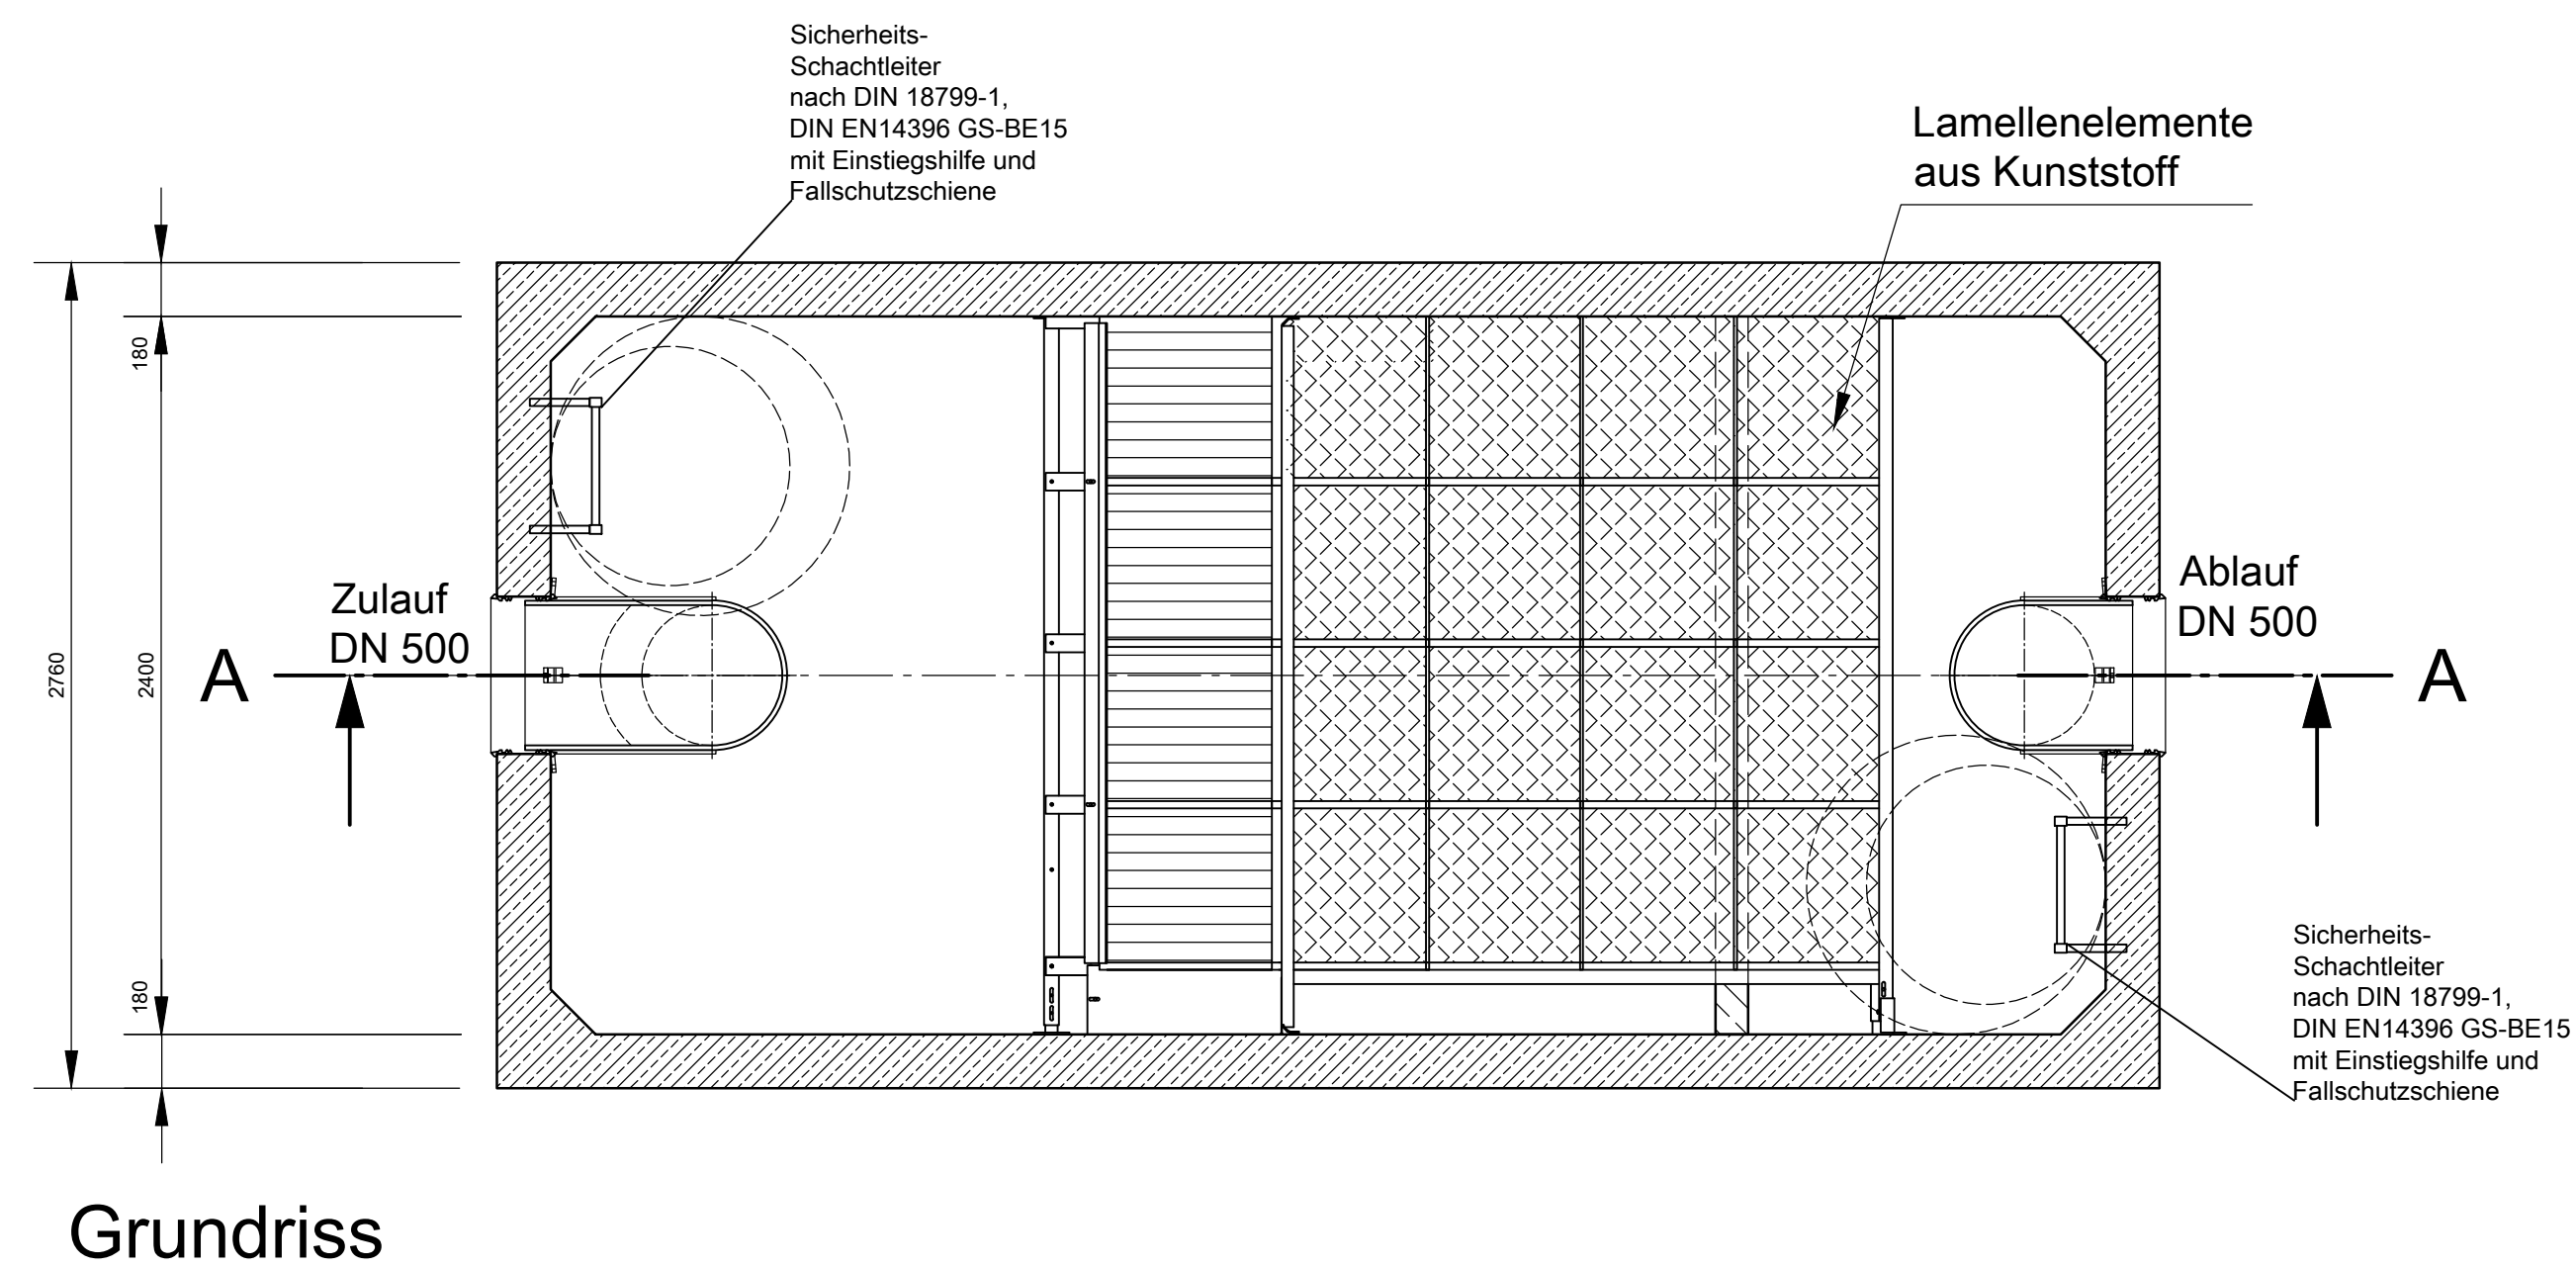 Sicherheits-
Schachtleiter
nach DIN 18799-1,
DIN EN14396 GS-BE15
mit Einstiegshilfe und
Fallschutzschiene
Lamellenelemente
aus Kunststoff
180
2760
2400
180
Zulauf
DN 500
A
Ablauf
DN 500
A
Sicherheits-
Schachtleiter
nach DIN 18799-1,
DIN EN14396 GS-BE15
mit Einstiegshilfe und
Fallschutzschiene
Grundriss